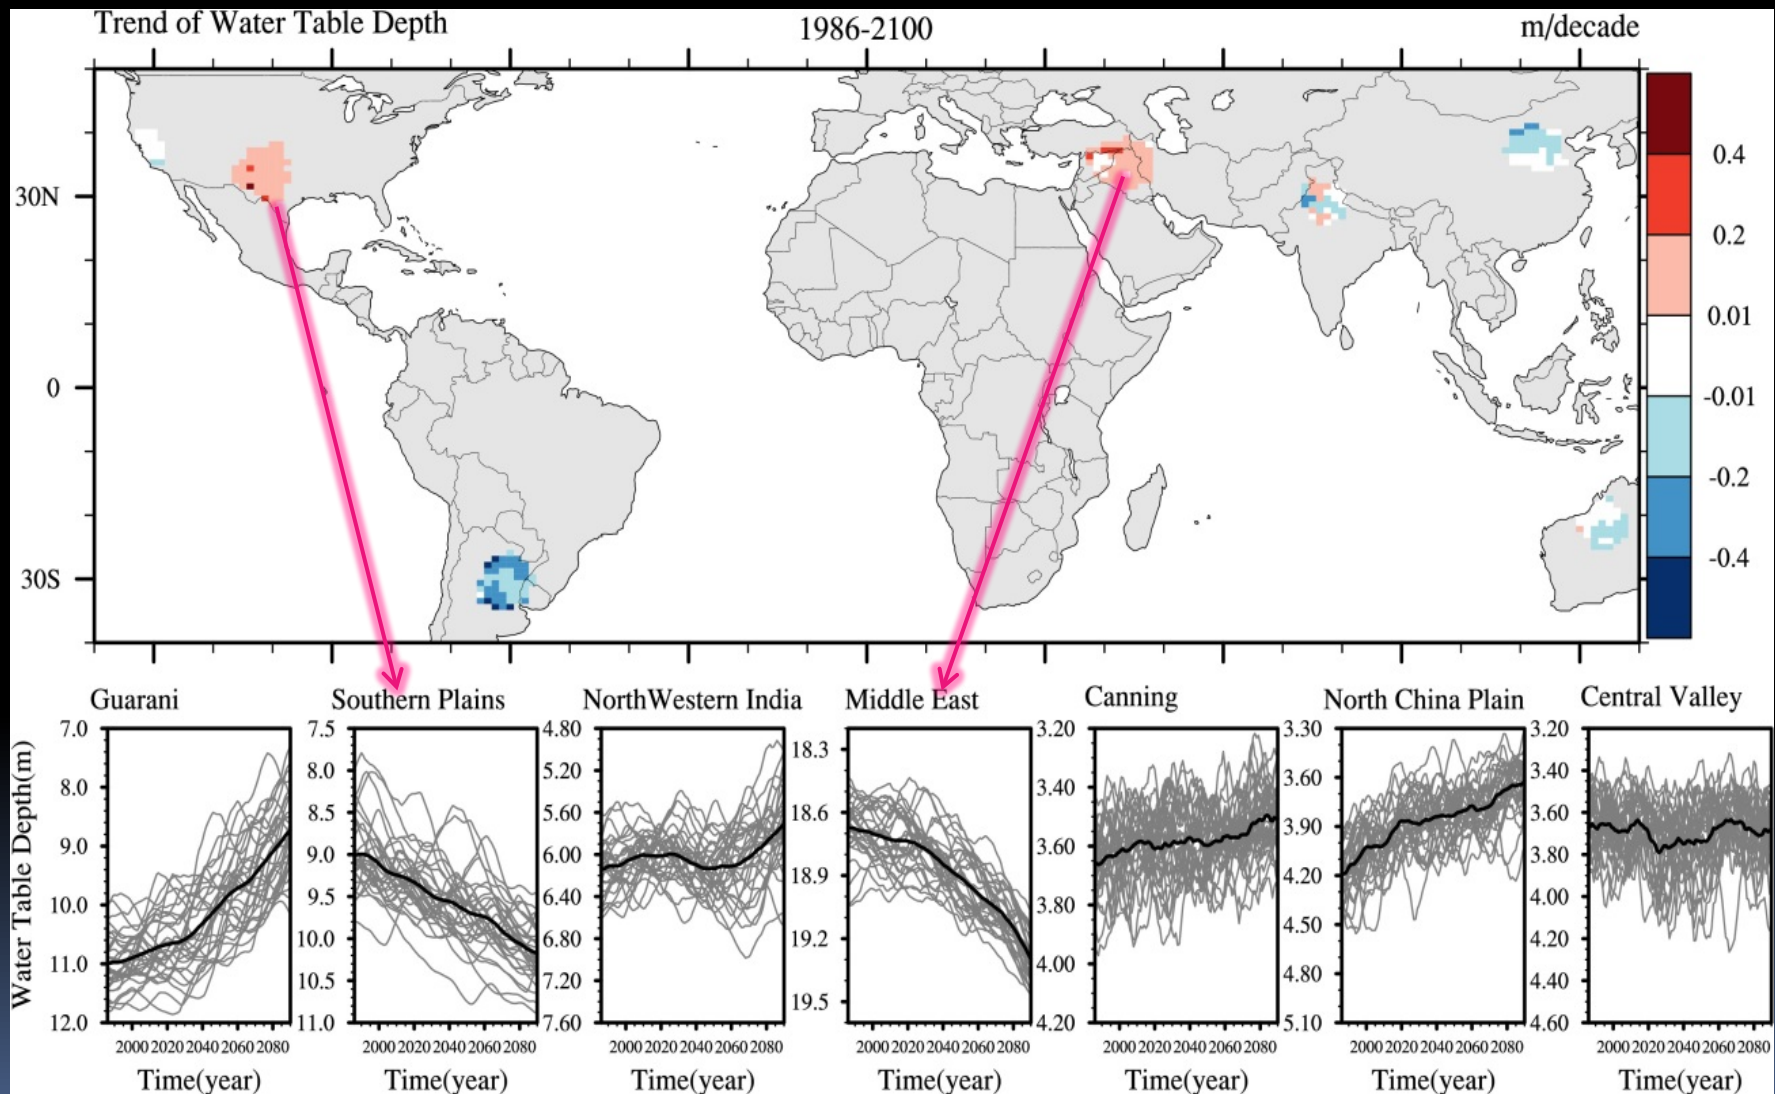 Trend of Water Table Depth 1986-2100 m/decade
30N
0
30S
0.4
0.2
0.01
-0.01
-0.2
-0.4
Guarani Southern Plains NorthWestern India Middle East Canning North China Plain Central Valley
Water Table Depth(m)
7.0
8.0
9.0
10.0
11.0
12.0
2000 2020 2040 2060 2080
Time(year)
7.5
8.0
8.5
9.0
9.5
10.0
10.5
11.0
2000 2020 2040 2060 2080
Time(year)
4.80
5.20
5.60
6.00
6.40
6.80
7.20
7.60
2000 2020 2040 2060 2080
Time(year)
18.3
18.6
18.9
19.2
19.5
2000 2020 2040 2060 2080
Time(year)
3.20
3.40
3.60
3.80
4.00
4.20
2000 2020 2040 2060 2080
Time(year)
3.30
3.60
3.90
4.20
4.50
4.80
5.10
2000 2020 2040 2060 2080
Time(year)
3.20
3.40
3.60
3.80
4.00
4.20
4.40
4.60
2000 2020 2040 2060 2080
Time(year)